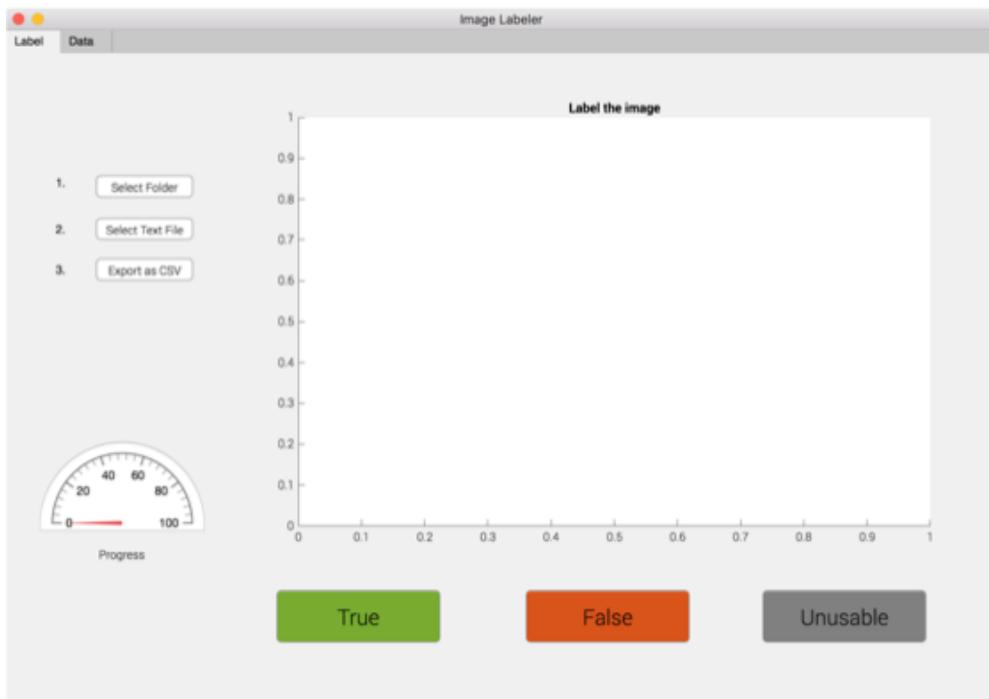 Image Labeler
Label Data
Label the image
1. Select Folder
2. Select Text File
3. Export as CSV
1
0.9
0.8
0.7
0.6
0.5
0.4
0.3
0.2
0.1
0
0 0.1 0.2 0.3 0.4 0.5 0.6 0.7 0.8 0.9 1
40 60
20 80
0 100
Progress
True False Unusable